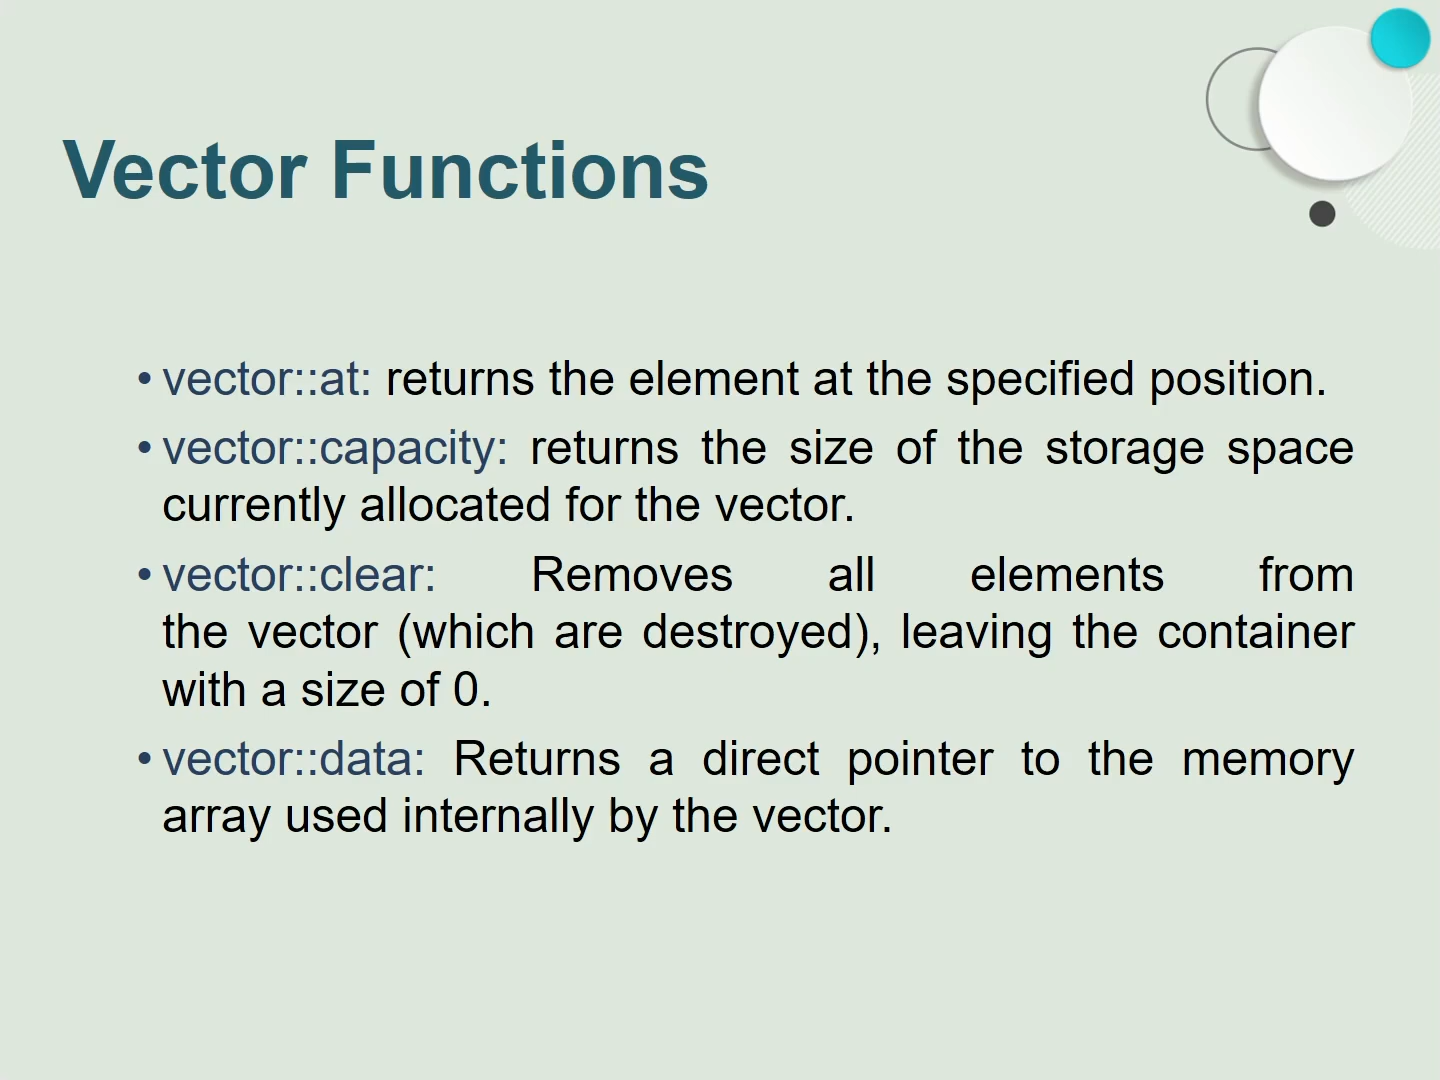 Vector Functions
• vector::at: returns the element at the specified position.
• vector::capacity: returns the size of the storage space
currently allocated for the vector.
• vector::clear: Removes all elements from
the vector (which are destroyed), leaving the container
with a size of 0.
• vector::data: Returns a direct pointer to the memory
array used internally by the vector.